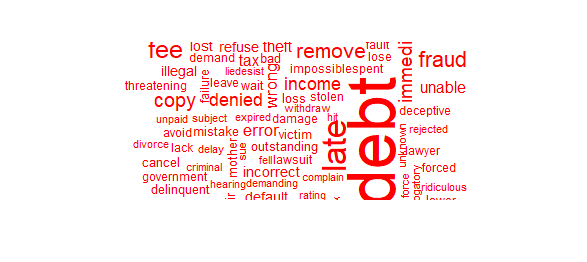 fee lost refuse theft remove fault
demand tax bad lose fraud
illegal failure liedesist impossiblespent immedi
threatening leave wait wrong income unable
copy denied loss stolen debt
withdraw deceptive
unpaid subject expired damage hit
avoid mistake error victim late rejected
divorce lack delay mother sue outstanding unknown lawyer
cancel criminal fell lawsuit forced
government incorrect complain force
delinquent hearing demanding ridiculous
default rating